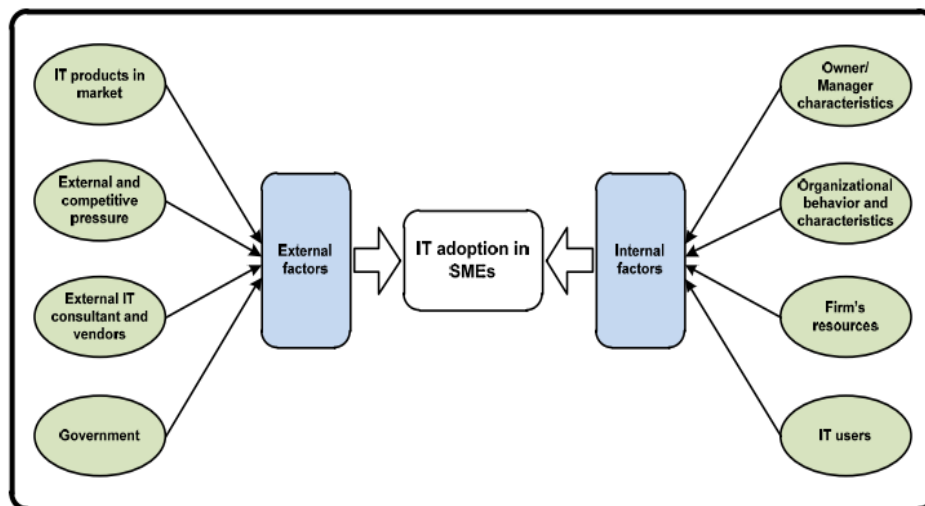 IT products in
market
External and
competitive
pressure
External IT
consultant and
vendors
Government
External
factors
IT adoption in
SMEs
Internal
factors
Owner/
Manager
characteristics
Organizational
behavior and
characteristics
Firm's
resources
IT users